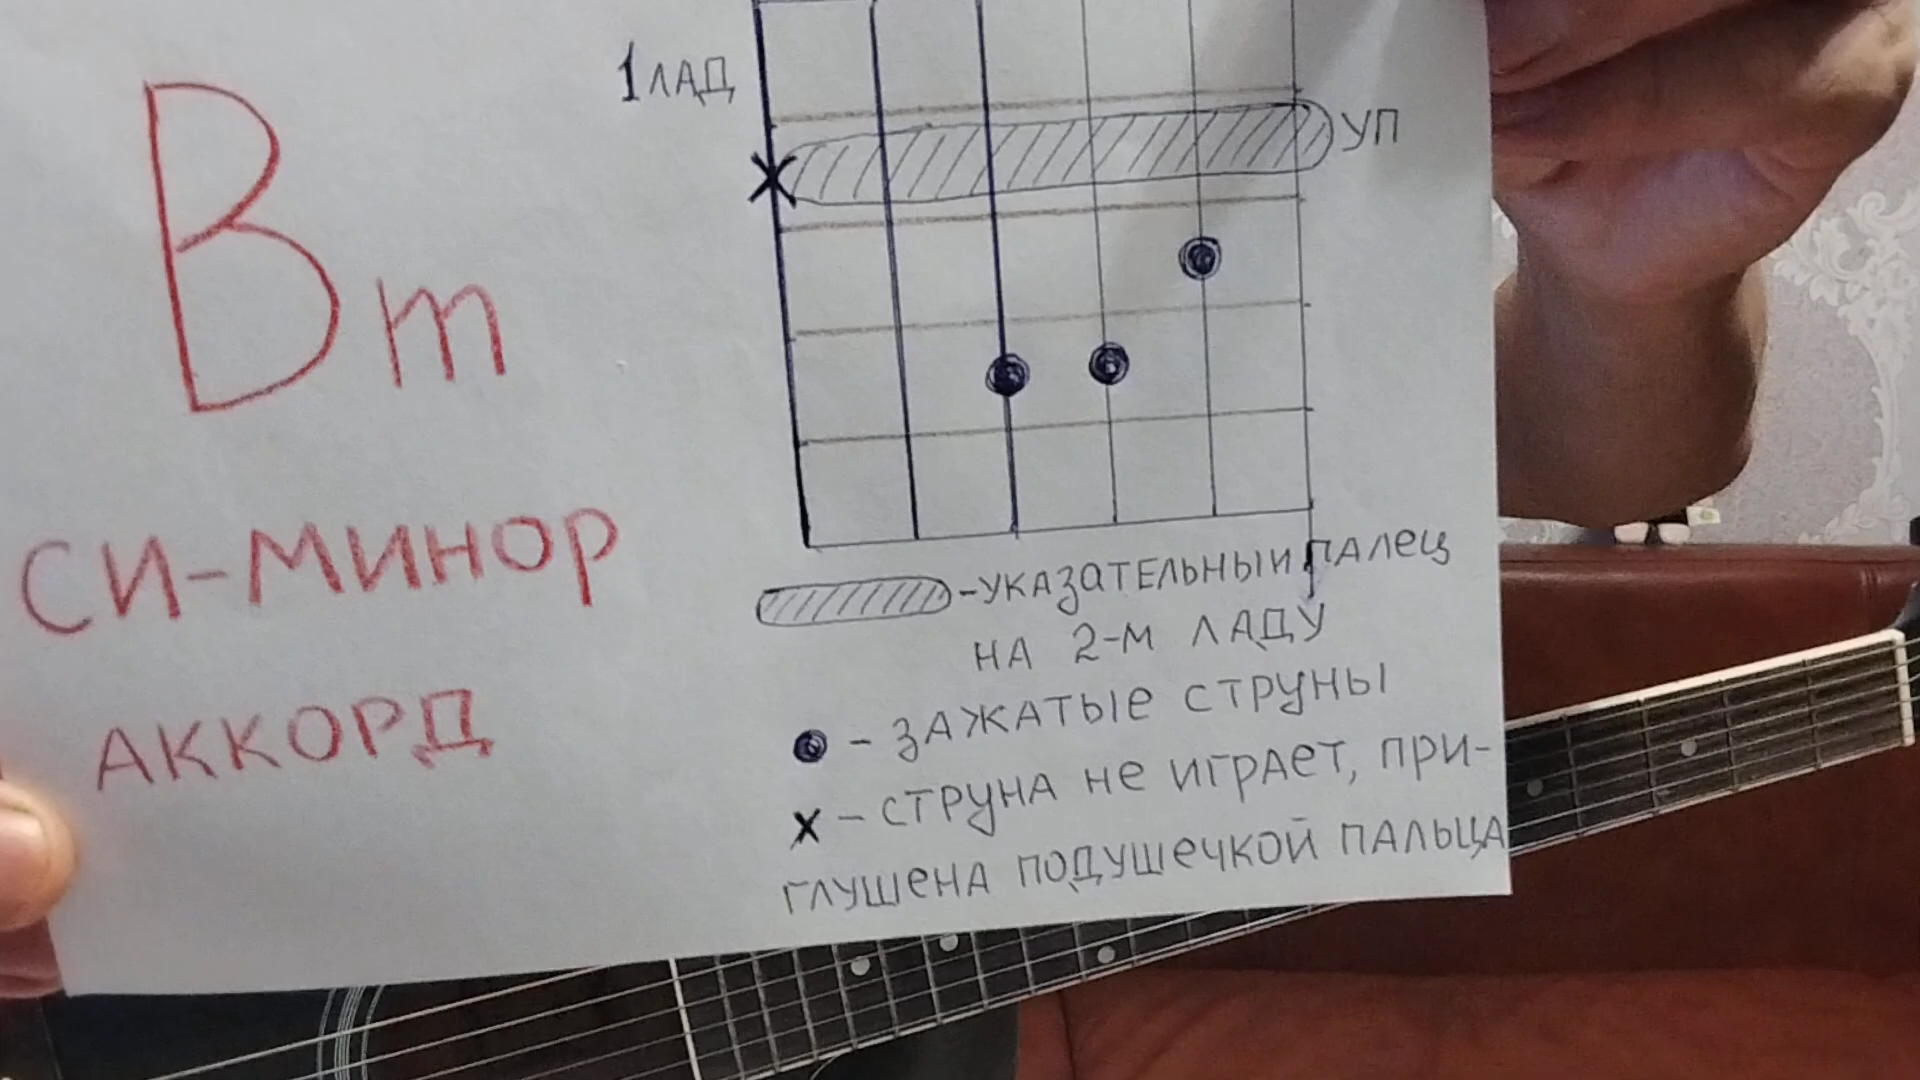 Bm
СИ-МИНОР
АККОРД
1 ЛАД
X
УП
- УКАЗАТЕЛЬНЫИ ПАЛЕЦ
НА 2-М ЛАДУ
- ЗАЖАТЫЕ СТРУНЫ
X - СТРУНА НЕ ИГРАЕТ, ПРИ-
ГЛУШЕНА ПОДУШЕЧКОЙ ПАЛЬЦА